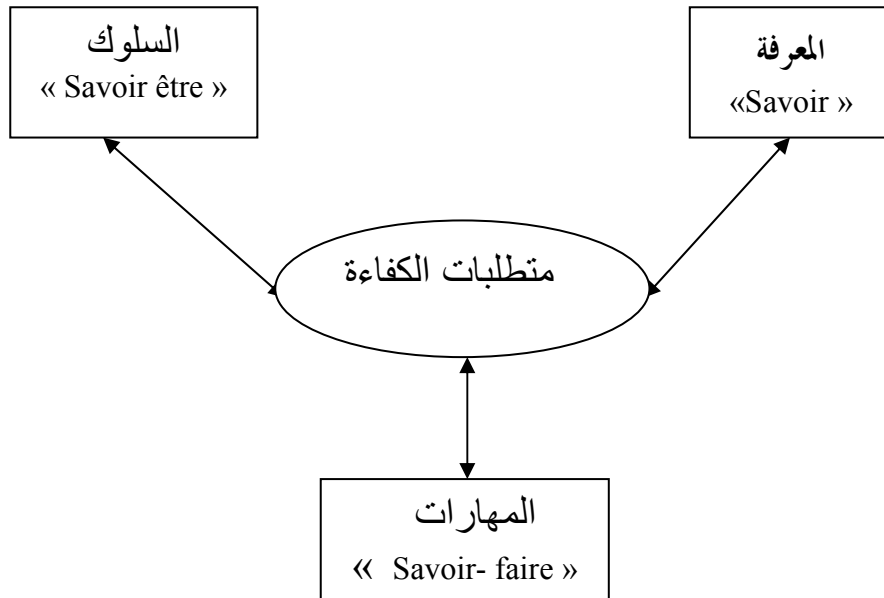 السلوك
« Savoir être »
المعرفة
«Savoir »
متطلبات الكفاءة
المهارات
« Savoir- faire »